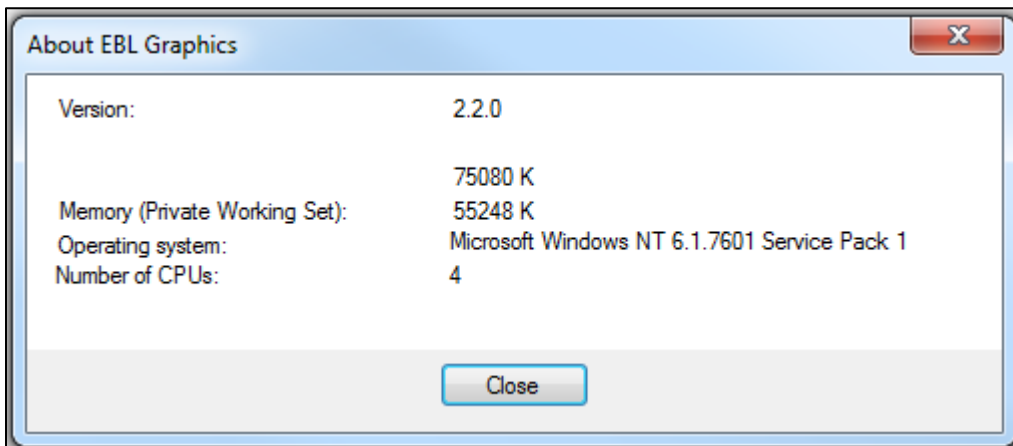 About EBL Graphics
Version: 2.2.0
75080 K
Memory (Private Working Set): 55248 K
Operating system: Microsoft Windows NT 6.1.7601 Service Pack 1
Number of CPUs: 4
Close